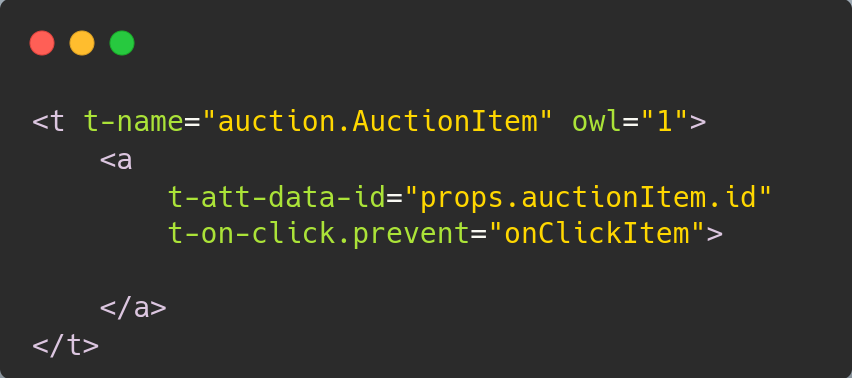 <t t-name="auction.AuctionItem" owl="1">
    <a
        t-att-data-id="props.auctionItem.id"
        t-on-click.prevent="onClickItem">
    </a>
</t>